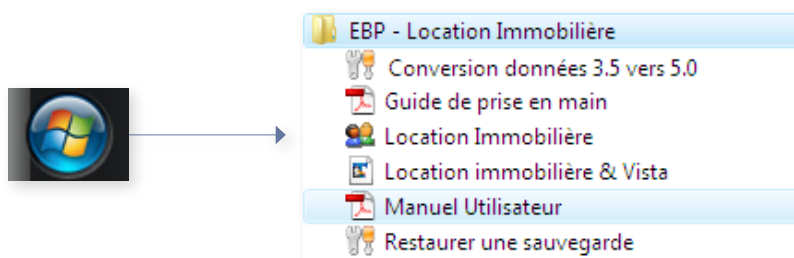 EBP - Location Immobilière
Conversion données 3.5 vers 5.0
Guide de prise en main
Location Immobilière
Location immobilière & Vista
Manuel Utilisateur
Restaurer une sauvegarde